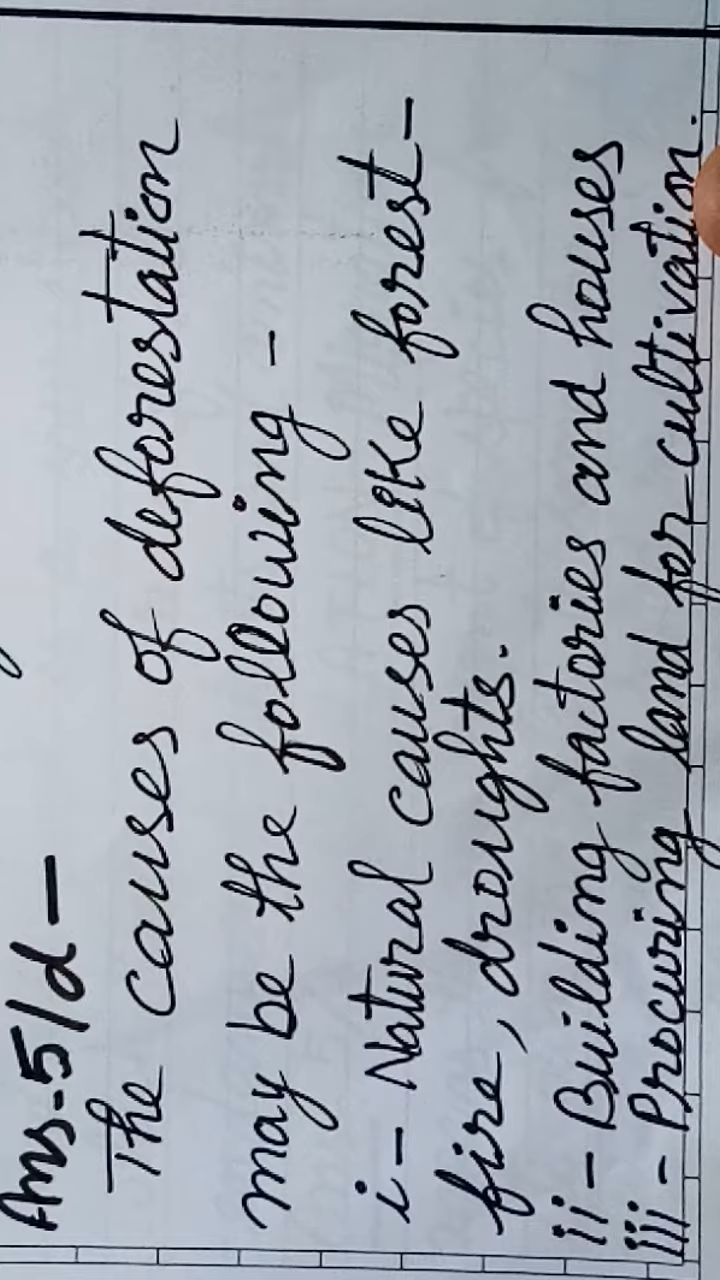 Ans-5/d-
The causes of deforestation
may be the following -
i- Natural causes like forest-
fire, droughts.
ii- Building factories and houses
iii- Procuring land for cultivation.